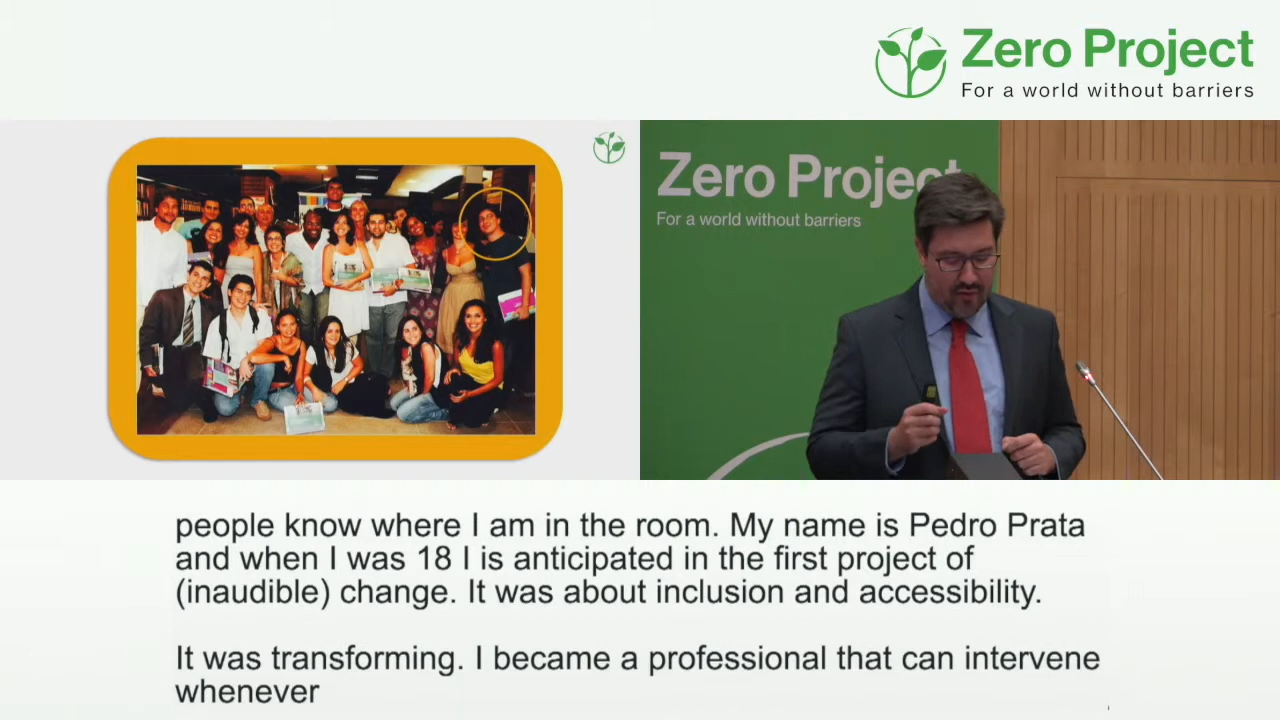 Zero Project
For a world without barriers
Zero Project
For a world without barriers
people know where I am in the room. My name is Pedro Prata
and when I was 18 I is anticipated in the first project of
(inaudible) change. It was about inclusion and accessibility.
It was transforming. I became a professional that can intervene
whenever